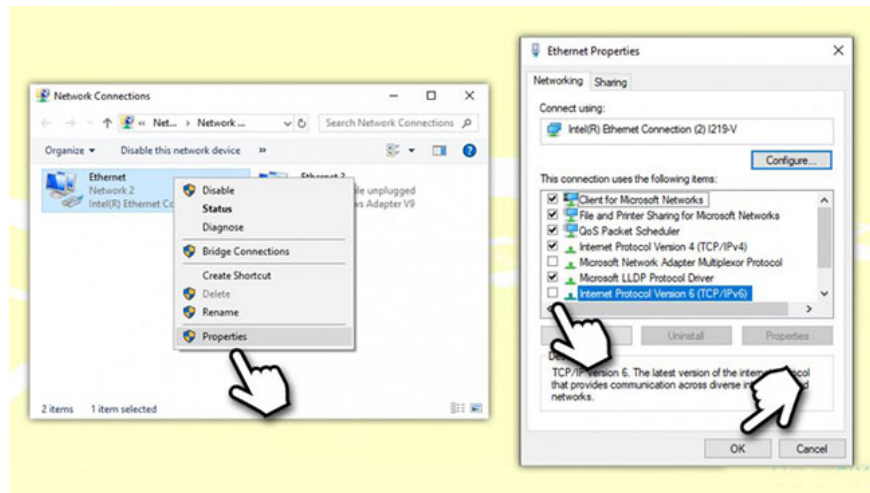 Network Connections
« Net... › Network ...
Search Network Connections
Organize
Disable this network device
»
Ethernet
Network 2
Intel(R) Ethernet Co
Ethernet 2
unplugged
Adapter V9
Disable
Status
Diagnose
Bridge Connections
Create Shortcut
Delete
Rename
Properties
2 items
1 item selected
Ethernet Properties
Networking
Sharing
Connect using:
Intel(R) Ethernet Connection (2) I219-V
Configure...
This connection uses the following items:
Client for Microsoft Networks
File and Printer Sharing for Microsoft Networks
QoS Packet Scheduler
Internet Protocol Version 4 (TCP/IPv4)
Microsoft Network Adapter Multiplexor Protocol
Microsoft LLDP Protocol Driver
Internet Protocol Version 6 (TCP/IPv6)
Uninstall
Properties
TCP/IP version 6. The latest version of the internet
that provides communication across diverse
networks.
OK
Cancel